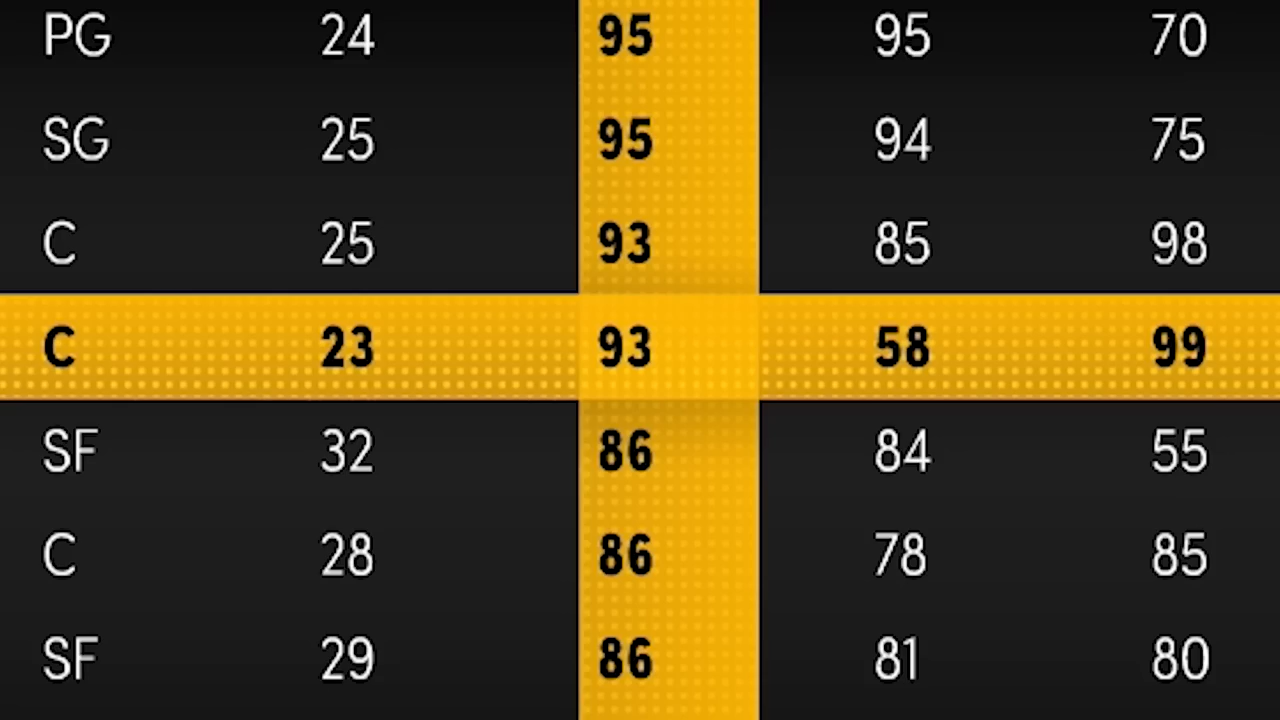 PG 24 95 95 70
SG 25 95 94 75
C 25 93 85 98
C 23 93 58 99
SF 32 86 84 55
C 28 86 78 85
SF 29 86 81 80